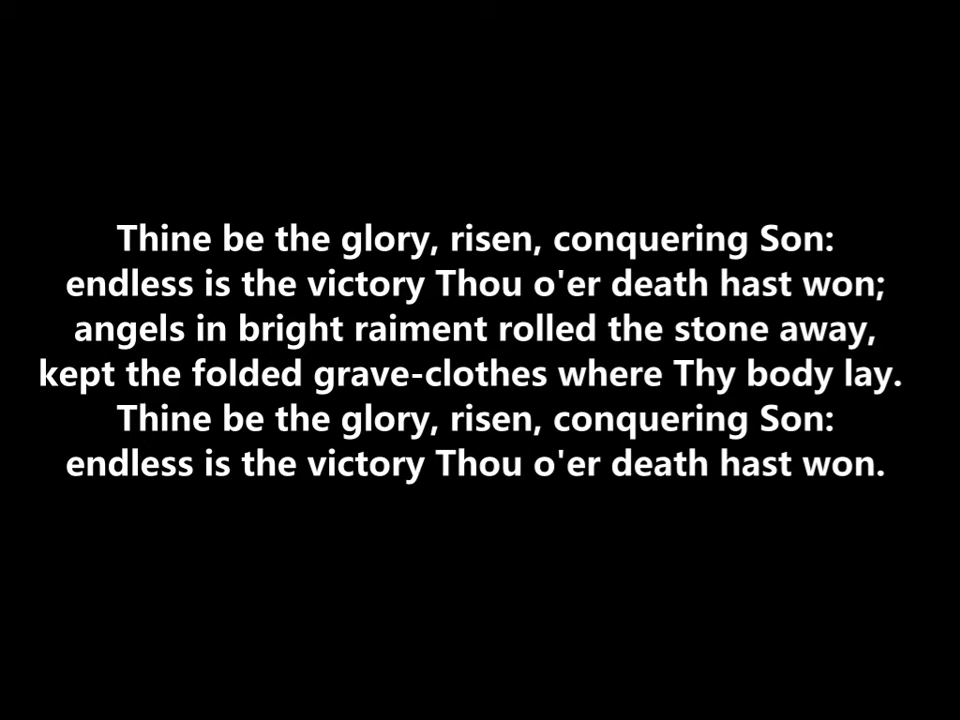 Thine be the glory, risen, conquering Son:
endless is the victory Thou o'er death hast won;
angels in bright raiment rolled the stone away,
kept the folded grave-clothes where Thy body lay.
Thine be the glory, risen, conquering Son:
endless is the victory Thou o'er death hast won.